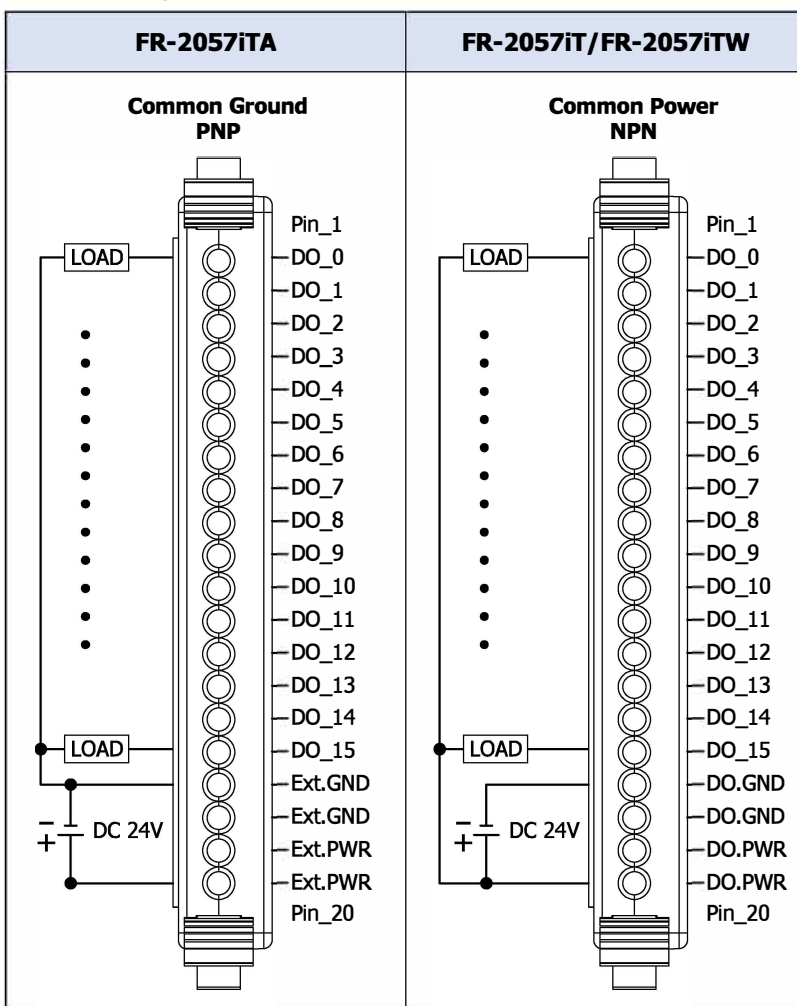 FR-2057iTA
Common Ground
PNP
Pin_1
LOAD
DO_0
DO_1
DO_2
DO_3
DO_4
DO_5
DO_6
DO_7
DO_8
DO_9
DO_10
DO_11
DO_12
DO_13
DO_14
LOAD
DO_15
Ext.GND
Ext.GND
− DC 24V
+
Ext.PWR
Ext.PWR
Pin_20
FR-2057iT/FR-2057iTW
Common Power
NPN
Pin_1
LOAD
DO_0
DO_1
DO_2
DO_3
DO_4
DO_5
DO_6
DO_7
DO_8
DO_9
DO_10
DO_11
DO_12
DO_13
DO_14
LOAD
DO_15
DO.GND
DO.GND
− DC 24V
+
DO.PWR
DO.PWR
Pin_20